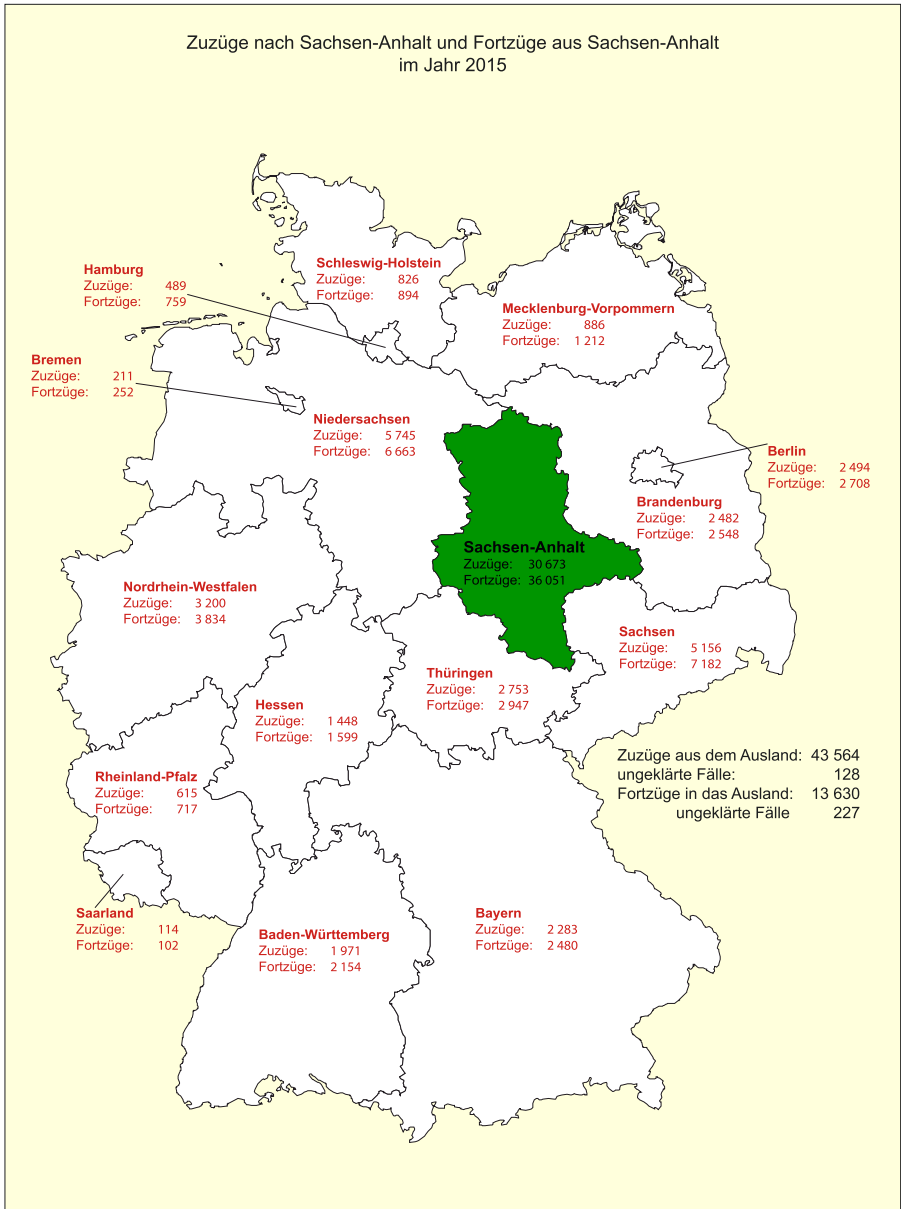 Zuzüge nach Sachsen-Anhalt und Fortzüge aus Sachsen-Anhalt
im Jahr 2015
Hamburg
Zuzüge: 489
Fortzüge: 759
Schleswig-Holstein
Zuzüge: 826
Fortzüge: 894
Mecklenburg-Vorpommern
Zuzüge: 886
Fortzüge: 1 212
Bremen
Zuzüge: 211
Fortzüge: 252
Niedersachsen
Zuzüge: 5 745
Fortzüge: 6 663
Berlin
Zuzüge: 2 494
Fortzüge: 2 708
Brandenburg
Zuzüge: 2 482
Fortzüge: 2 548
Sachsen-Anhalt
Zuzüge: 30 673
Fortzüge: 36 051
Nordrhein-Westfalen
Zuzüge: 3 200
Fortzüge: 3 834
Sachsen
Zuzüge: 5 156
Fortzüge: 7 182
Thüringen
Zuzüge: 2 753
Fortzüge: 2 947
Hessen
Zuzüge: 1 448
Fortzüge: 1 599
Zuzüge aus dem Ausland: 43 564
ungeklärte Fälle: 128
Fortzüge in das Ausland: 13 630
ungeklärte Fälle 227
Rheinland-Pfalz
Zuzüge: 615
Fortzüge: 717
Saarland
Zuzüge: 114
Fortzüge: 102
Baden-Württemberg
Zuzüge: 1 971
Fortzüge: 2 154
Bayern
Zuzüge: 2 283
Fortzüge: 2 480